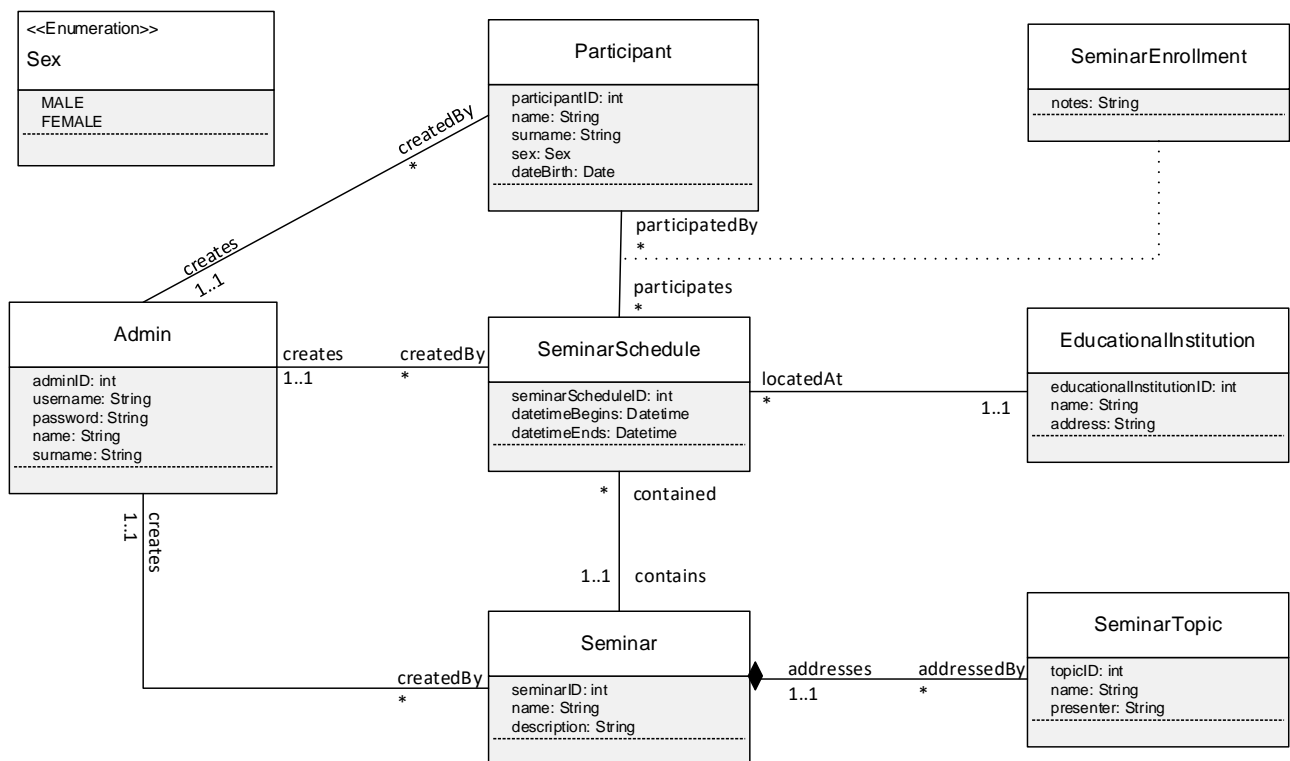 <<Enumeration>>
Sex
MALE
FEMALE
Participant
participantID: int
name: String
surname: String
sex: Sex
dateBirth: Date
SeminarEnrollment
notes: String
createdBy
*
creates
1..1
participatedBy
*
participates
*
Admin
adminID: int
username: String
password: String
name: String
surname: String
creates
1..1
createdBy
*
SeminarSchedule
seminarScheduleID: int
datetimeBegins: Datetime
datetimeEnds: Datetime
locatedAt
*
1..1
EducationalInstitution
educationalInstitutionID: int
name: String
address: String
creates
1..1
* contained
1..1 contains
createdBy
*
Seminar
seminarID: int
name: String
description: String
addresses
1..1
addressedBy
*
SeminarTopic
topicID: int
name: String
presenter: String